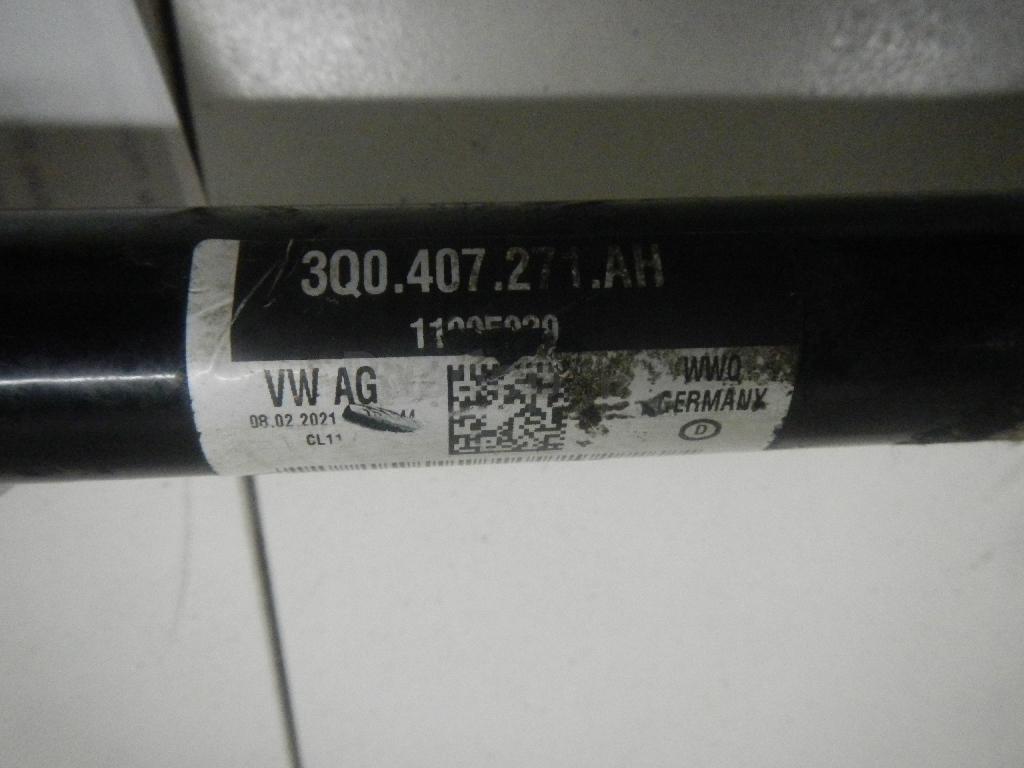 3Q0.407.271.AH
VW AG
08.02.2021
CL11
WWQ
GERMANY
D